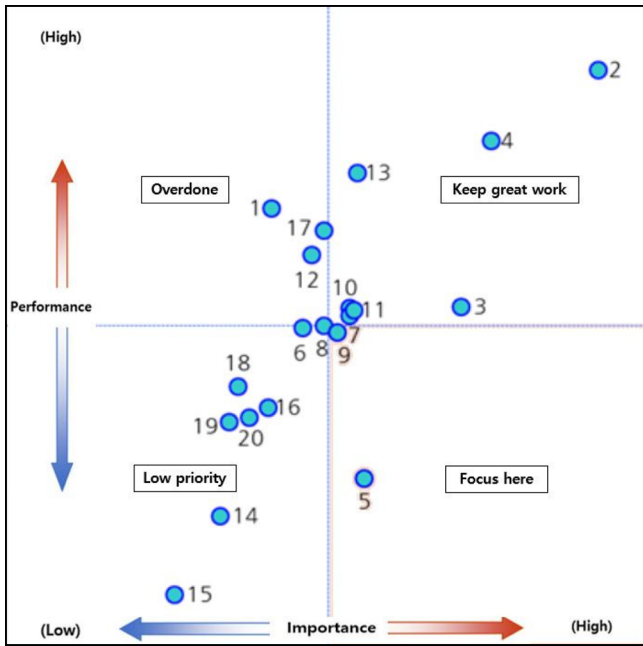 (High)
2
4
13
Overdone
Keep great work
1
17
12
10
11
3
Performance
6
8
7
9
18
16
19
20
Low priority
Focus here
5
14
15
(Low)
Importance
(High)